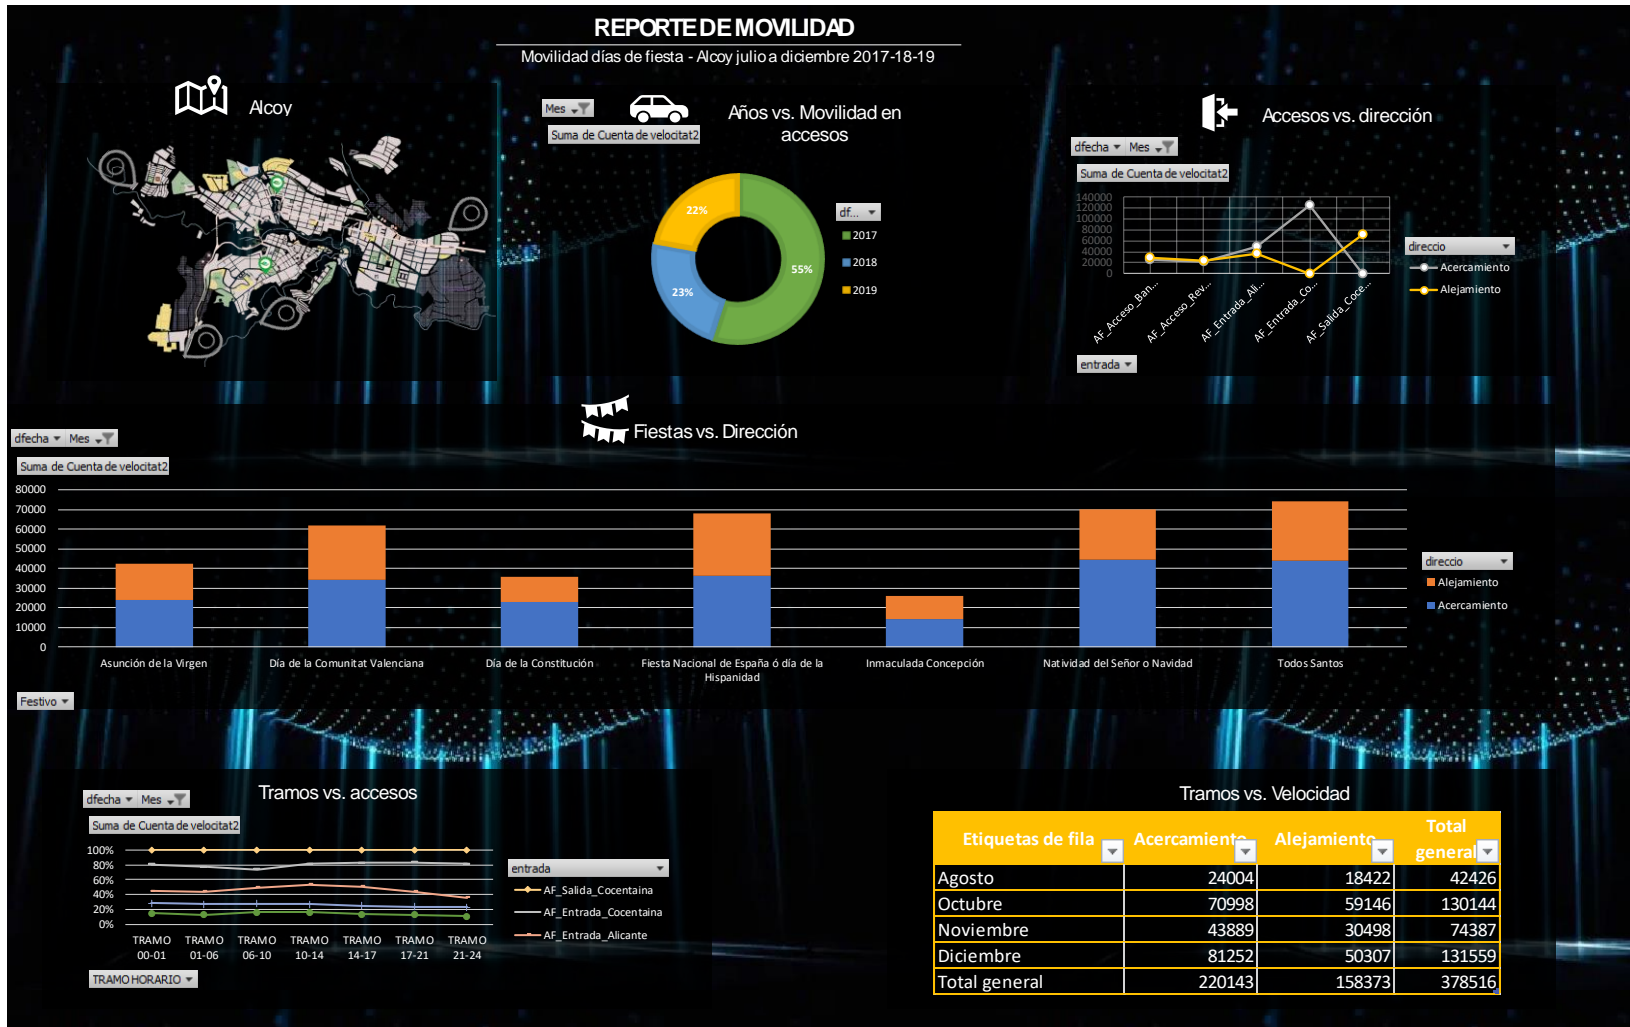 REPORTE DE MOVILIDAD
Movilidad días de fiesta - Alcoy julio a diciembre 2017-18-19
Alcoy
Mes
Suma de Cuenta de velocitat2
Años vs. Movilidad en
accesos
22%
55%
23%
df...
2017
2018
2019
Accesos vs. dirección
dfecha
Mes
Suma de Cuenta de velocitat2
140000
120000
100000
80000
60000
40000
20000
0
AF_Acceso_Ban...
AF_Acceso_Rev...
AF_Entrada_Ali...
AF_Entrada_Co...
AF_Salida_Coce...
direccio
Acercamiento
Alejamiento
entrada
Fiestas vs. Dirección
dfecha
Mes
Suma de Cuenta de velocitat2
80000
70000
60000
50000
40000
30000
20000
10000
0
Asunción de la Virgen
Día de la Comunitat Valenciana
Día de la Constitución
Fiesta Nacional de España ó día de la
Hispanidad
Inmaculada Concepción
Natividad del Señor o Navidad
Todos Santos
direccio
Alejamiento
Acercamiento
Festivo
Tramos vs. accesos
dfecha
Mes
Suma de Cuenta de velocitat2
100%
80%
60%
40%
20%
0%
TRAMO TRAMO TRAMO TRAMO TRAMO TRAMO TRAMO
00-01 01-06 06-10 10-14 14-17 17-21 21-24
entrada
AF_Salida_Cocentaina
AF_Entrada_Cocentaina
AF_Entrada_Alicante
TRAMO HORARIO
Tramos vs. Velocidad
Etiquetas de fila Acercamiento Alejamiento Total
general
Agosto 24004 18422 42426
Octubre 70998 59146 130144
Noviembre 43889 30498 74387
Diciembre 81252 50307 131559
Total general 220143 158373 378516